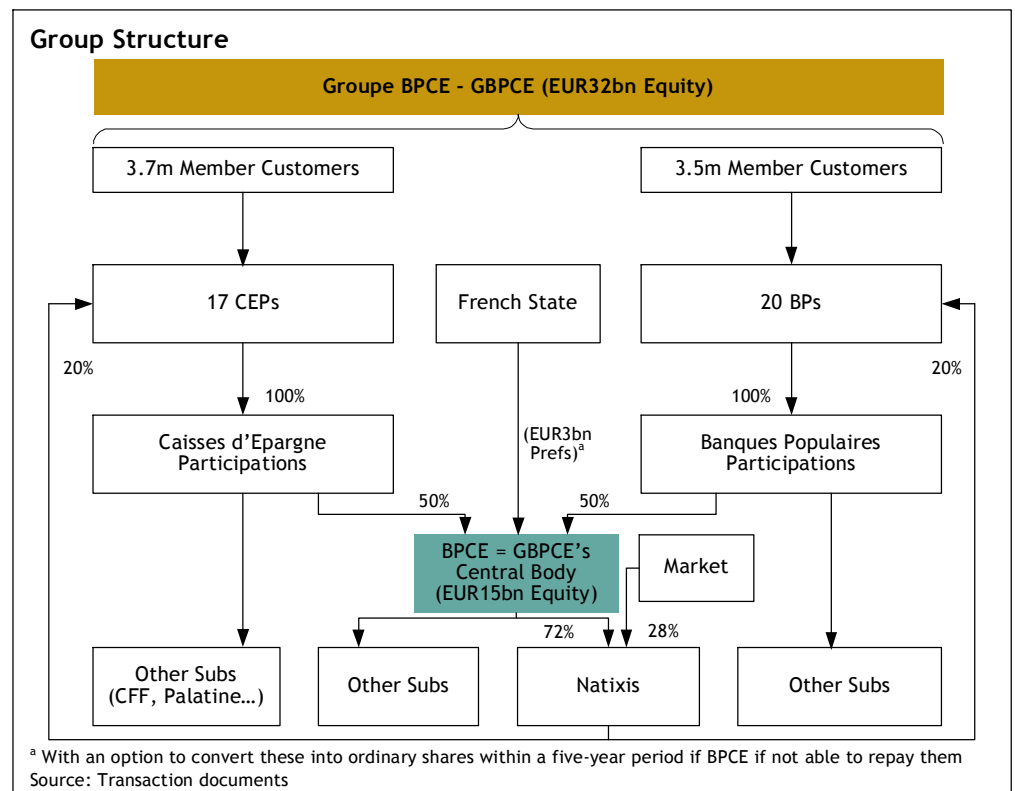 Group Structure
Groupe BPCE - GBPCE (EUR32bn Equity)
3.7m Member Customers
3.5m Member Customers
17 CEPs
French State
20 BPs
20%
20%
100%
100%
Caisses d'Epargne
Participations
(EUR3bn
Prefs)a
Banques Populaires
Participations
50%
50%
BPCE = GBPCE's
Central Body
(EUR15bn Equity)
Market
72%
28%
Other Subs
(CFF, Palatine…)
Other Subs
Natixis
Other Subs
a With an option to convert these into ordinary shares within a five-year period if BPCE if not able to repay them
Source: Transaction documents